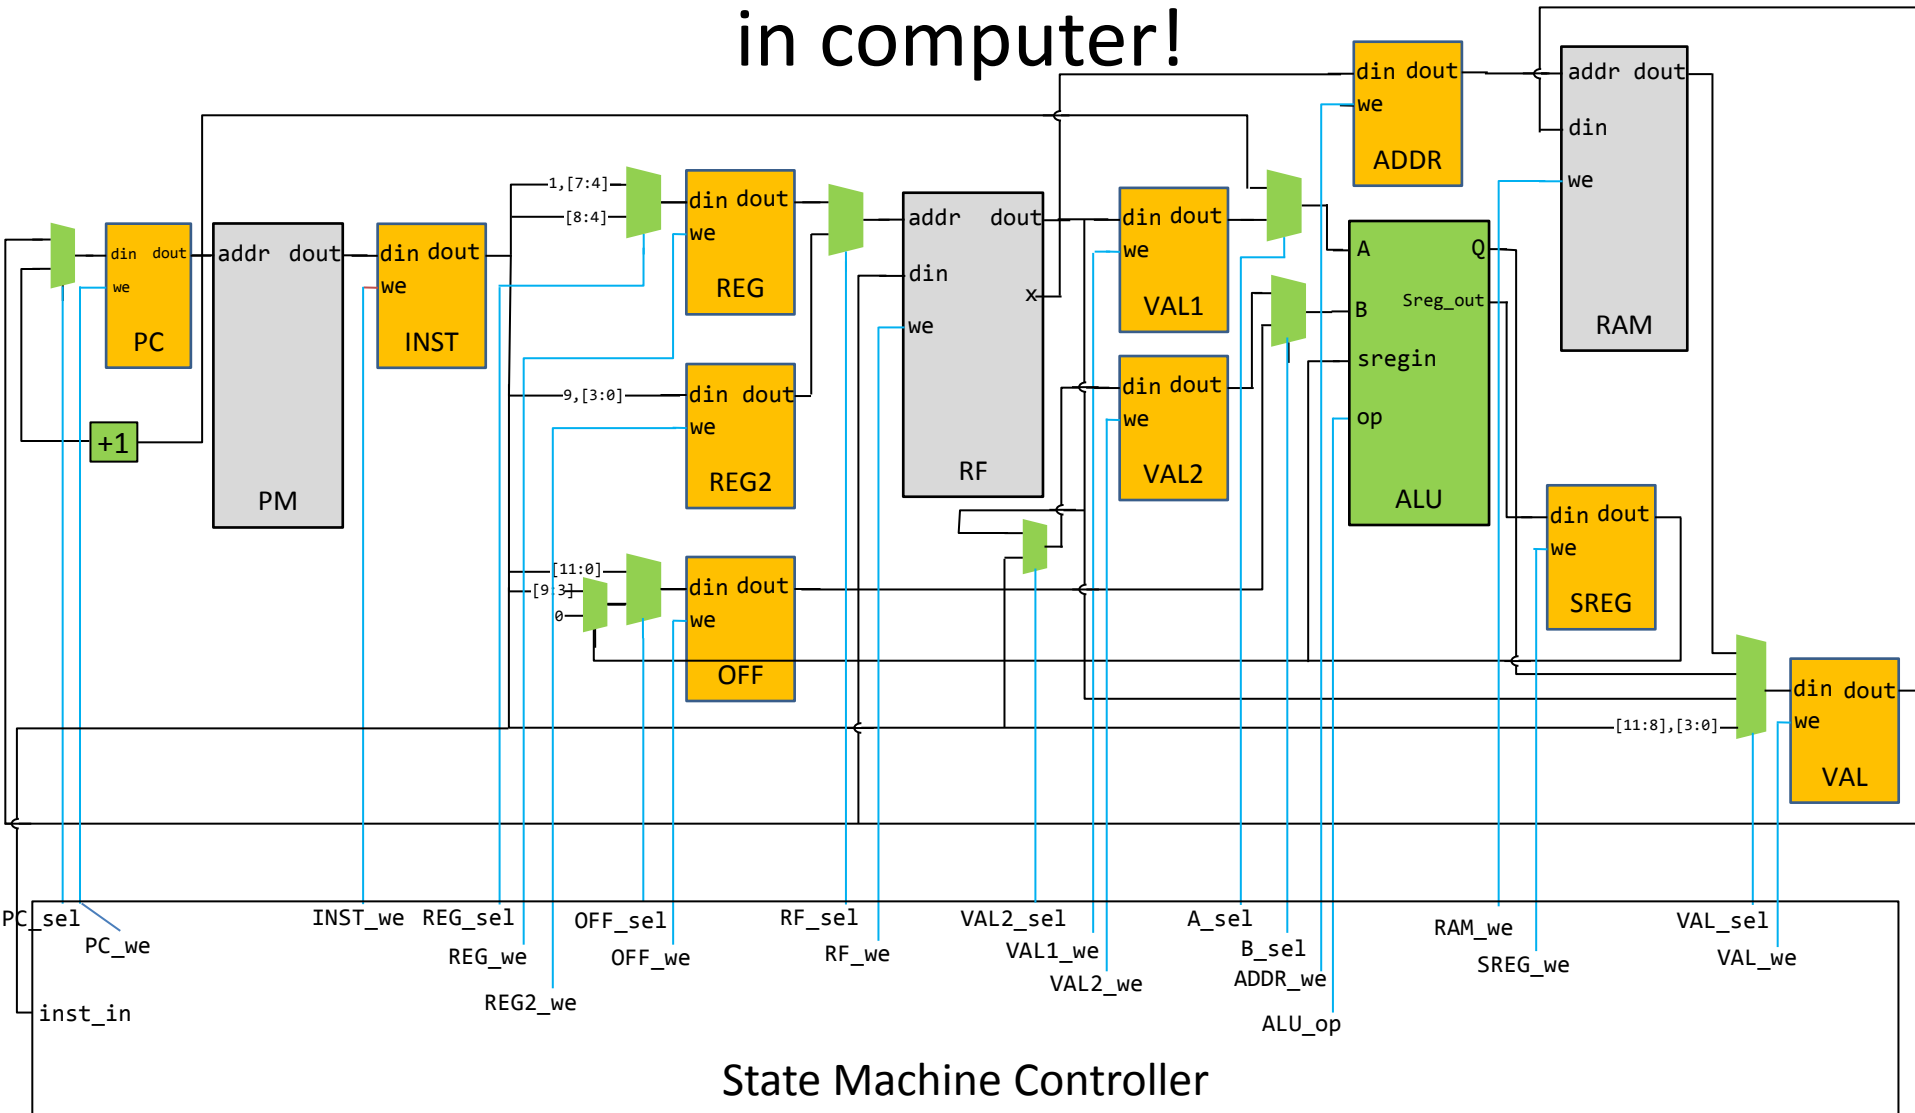 in computer!
din dout
we
ADDR
addr dout
din
we
RAM
1,[7:4]
[8:4]
din dout
we
REG
addr dout
din
x
we
RF
din dout
we
VAL1
A
Q
Sreg_out
B
sregin
op
ALU
din dout
we
PC
addr dout
PM
din dout
we
INST
+1
9,[3:0]
din dout
we
REG2
din dout
we
VAL2
din dout
we
SREG
[11:0]
[9:3]
0
din dout
we
OFF
[11:8],[3:0]
din dout
we
VAL
PC_sel
PC_we
INST_we
REG_sel
REG_we
REG2_we
OFF_sel
OFF_we
RF_sel
RF_we
VAL2_sel
VAL1_we
VAL2_we
A_sel
B_sel
ADDR_we
ALU_op
RAM_we
SREG_we
VAL_sel
VAL_we
inst_in
State Machine Controller